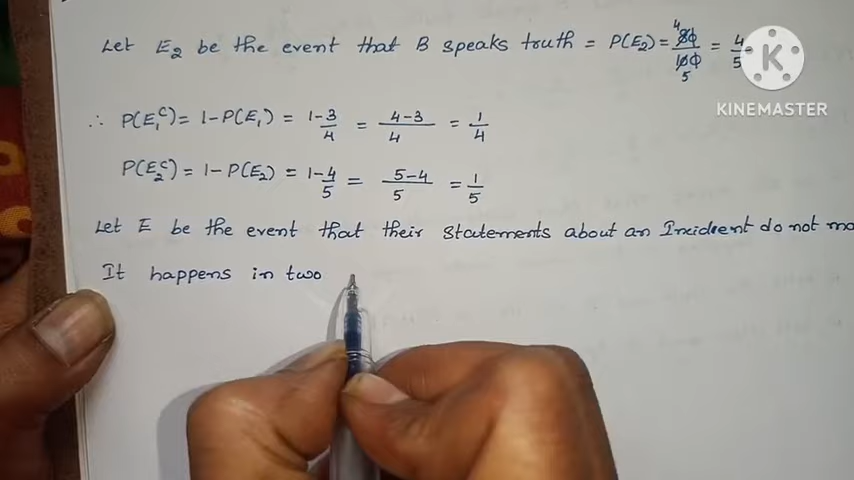 Let E₂ be the event that B speaks truth = P(E₂) = 80/100 = 4/5
4
5
K
KINEMASTER
∴ P(E₁ᶜ) = 1 - P(E₁) = 1 - 3/4 = 4-3/4 = 1/4
P(E₂ᶜ) = 1 - P(E₂) = 1 - 4/5 = 5-4/5 = 1/5
Let E be the event that their statements about an Incident do not
It happens in two